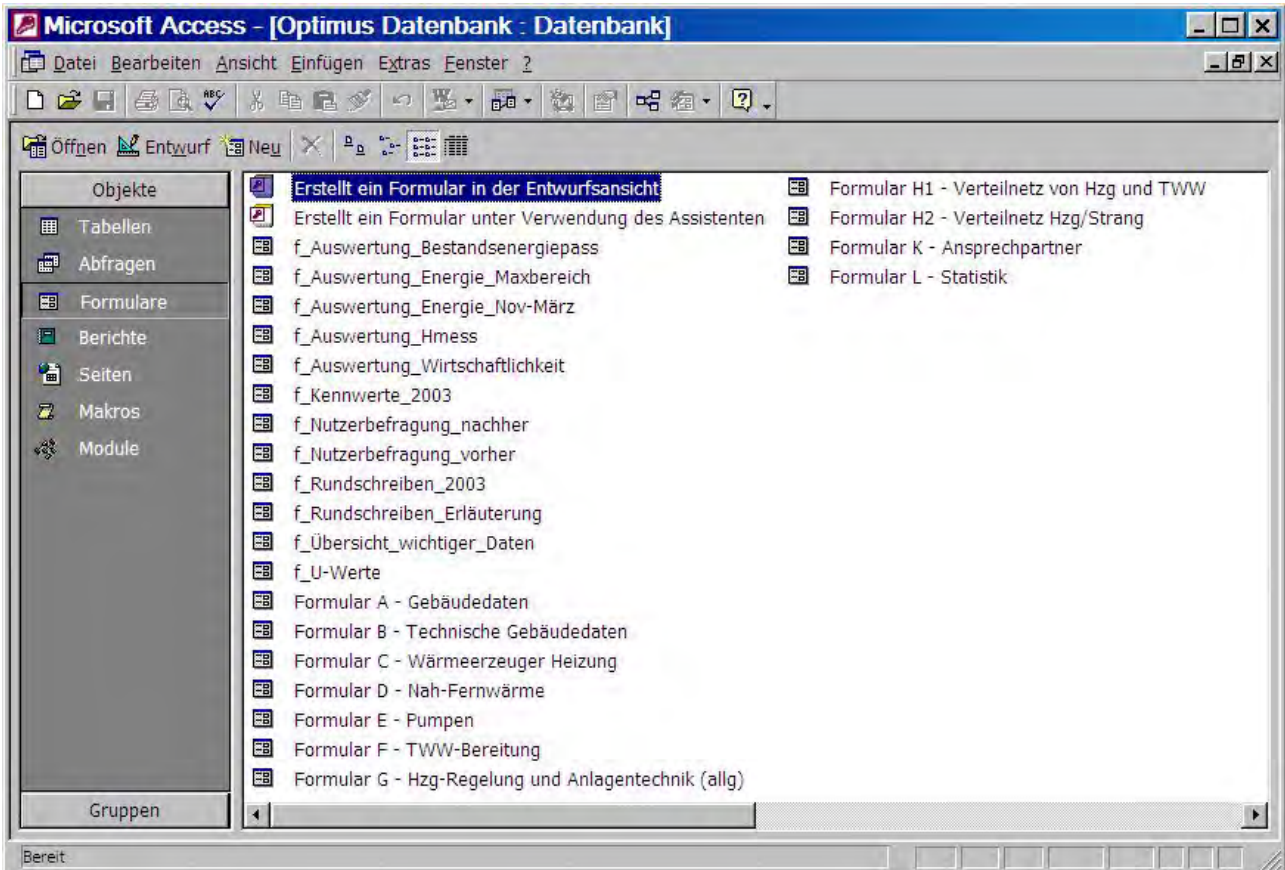 Microsoft Access - [Optimus Datenbank : Datenbank]
Datei Bearbeiten Ansicht Einfügen Extras Fenster ?
ABC
Öffnen Entwurf Neu
Objekte
Tabellen
Abfragen
Formulare
Berichte
Seiten
Makros
Module
Gruppen
Erstellt ein Formular in der Entwurfsansicht
Erstellt ein Formular unter Verwendung des Assistenten
f_Auswertung_Bestandsenergiepass
f_Auswertung_Energie_Maxbereich
f_Auswertung_Energie_Nov-März
f_Auswertung_Hmess
f_Auswertung_Wirtschaftlichkeit
f_Kennwerte_2003
f_Nutzerbefragung_nachher
f_Nutzerbefragung_vorher
f_Rundschreiben_2003
f_Rundschreiben_Erläuterung
f_Übersicht_wichtiger_Daten
f_U-Werte
Formular A - Gebäudedaten
Formular B - Technische Gebäudedaten
Formular C - Wärmeerzeuger Heizung
Formular D - Nah-Fernwärme
Formular E - Pumpen
Formular F - TWW-Bereitung
Formular G - Hzg-Regelung und Anlagentechnik (allg)
Formular H1 - Verteilnetz von Hzg und TWW
Formular H2 - Verteilnetz Hzg/Strang
Formular K - Ansprechpartner
Formular L - Statistik
Bereit